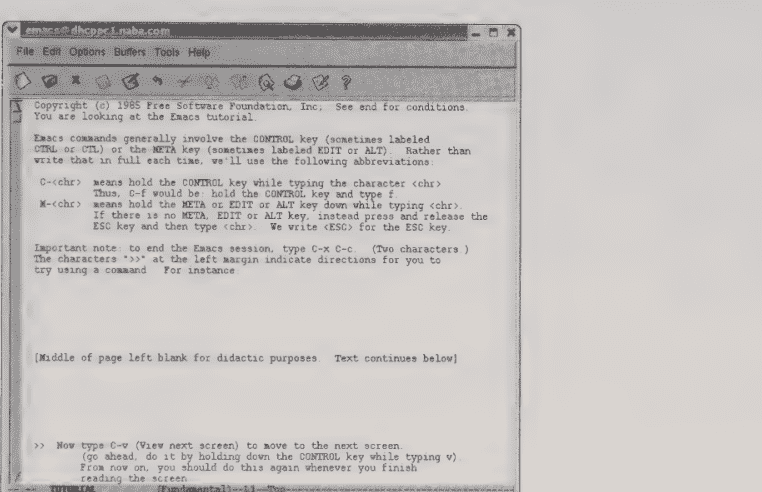 emacs@dhcppc1.naba.com
File Edit Options Buffers Tools Help
Copyright (c) 1985 Free Software Foundation, Inc; See end for conditions.
You are looking at the Emacs tutorial.
Emacs commands generally involve the CONTROL key (sometimes labeled
CTRL or CTL) or the META key (sometimes labeled EDIT or ALT). Rather than
write that in full each time, we'll use the following abbreviations:
C-<chr> means hold the CONTROL key while typing the character <chr>
Thus, C-f would be: hold the CONTROL key and type f.
M-<chr> means hold the META or EDIT or ALT key down while typing <chr>.
If there is no META, EDIT or ALT key, instead press and release the
ESC key and then type <chr>. We write <ESC> for the ESC key.
Important note: to end the Emacs session, type C-x C-c. (Two characters.)
The characters ">>" at the left margin indicate directions for you to
try using a command. For instance:
[Middle of page left blank for didactic purposes. Text continues below]
>> Now type C-v (View next screen) to move to the next screen.
(go ahead, do it by holding down the CONTROL key while typing v).
From now on, you should do this again whenever you finish
reading the screen.
TUTORIAL (Fundamental)--L1--Top